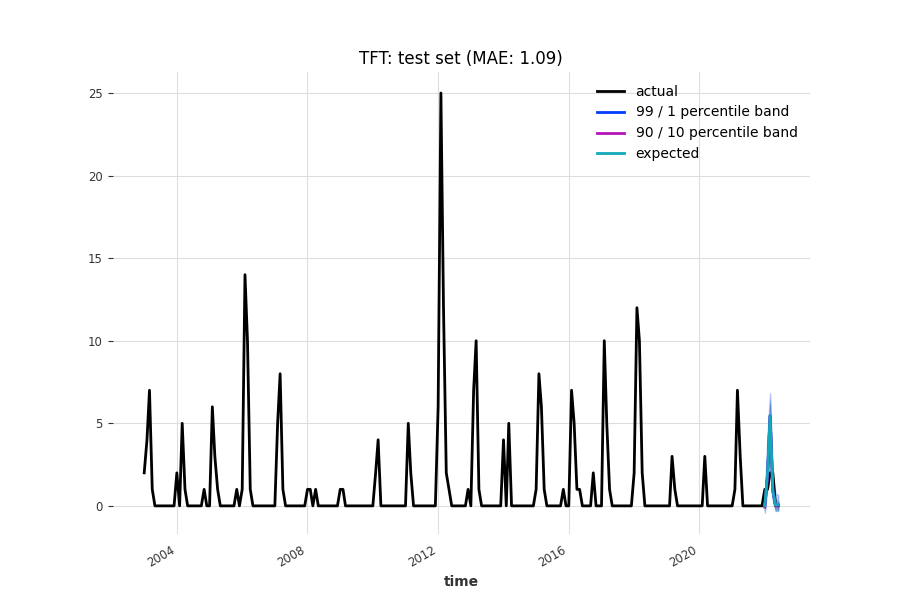 TFT: test set (MAE: 1.09)
actual
99 / 1 percentile band
90 / 10 percentile band
expected
25
20
15
10
5
0
2004
2008
2012
2016
2020
time